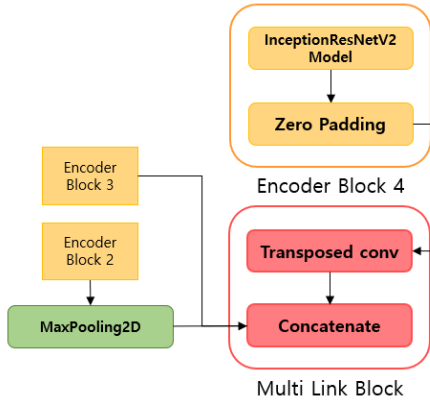 InceptionResNetV2
Model
Zero Padding
Encoder Block 4
Encoder
Block 3
Encoder
Block 2
MaxPooling2D
Transposed conv
Concatenate
Multi Link Block